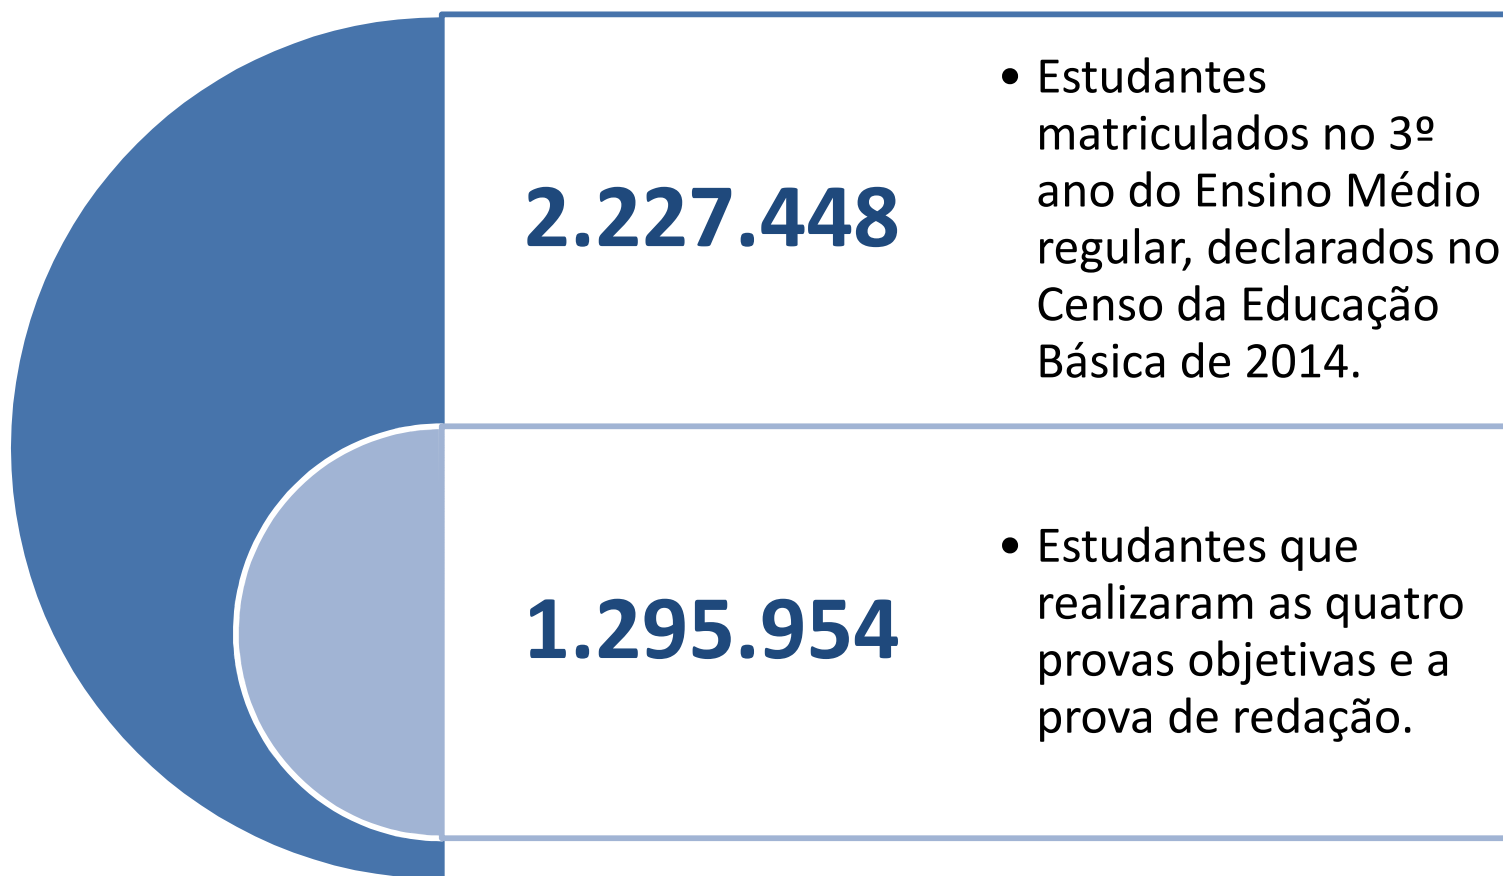 2.227.448
• Estudantes
matriculados no 3º
ano do Ensino Médio
regular, declarados no
Censo da Educação
Básica de 2014.
1.295.954
• Estudantes que
realizaram as quatro
provas objetivas e a
prova de redação.